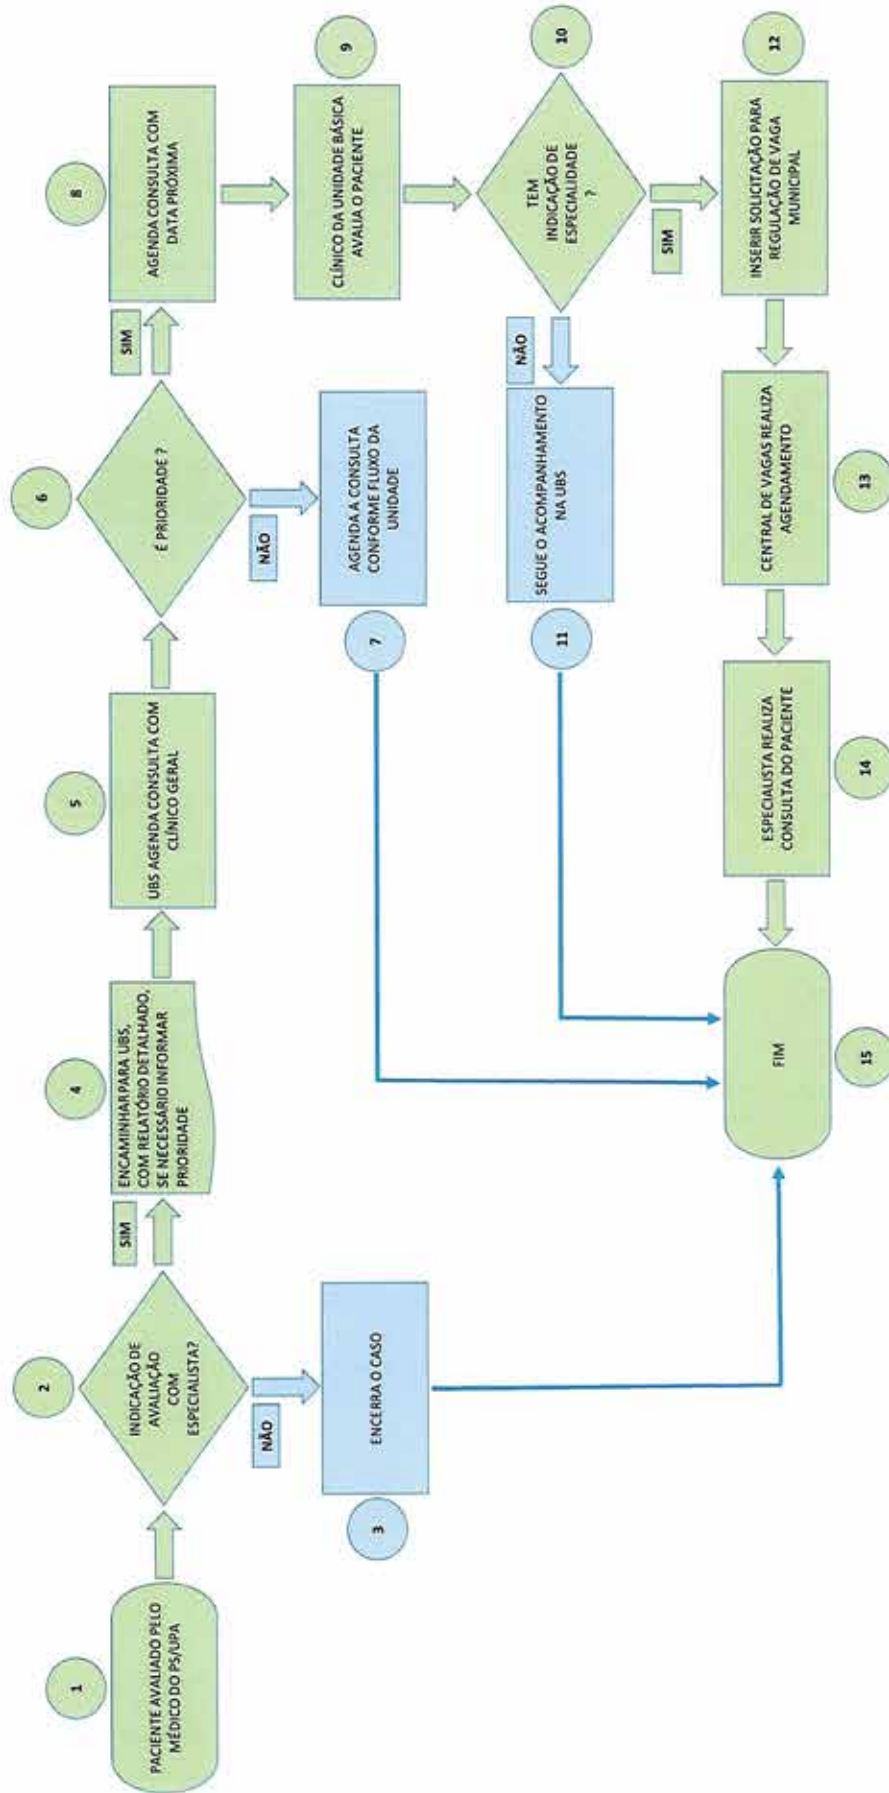 1
PACIENTE AVALIADO PELO
MÉDICO DO PS/UPA
2
INDICAÇÃO DE
AVALIAÇÃO
COM
ESPECIALISTA?
NÃO
3
ENCERRA O CASO
SIM
4
ENCAMINHAR PARA UBS,
COM RELATÓRIO DETALHADO,
SE NECESSÁRIO INFORMAR
PRIORIDADE
5
UBS AGENDA CONSULTA COM
CLÍNICO GERAL
6
É PRIORIDADE ?
NÃO
7
AGENDA A CONSULTA
CONFORME FLUXO DA
UNIDADE
SIM
8
AGENDA CONSULTA COM
DATA PRÓXIMA
9
CLÍNICO DA UNIDADE BÁSICA
AVALIA O PACIENTE
10
TEM
INDICAÇÃO DE
ESPECIALIDADE
?
NÃO
11
SEGUE O ACOMPANHAMENTO
NA UBS
SIM
12
INSERIR SOLICITAÇÃO PARA
REGULAÇÃO DE VAGA
MUNICIPAL
13
CENTRAL DE VAGAS REALIZA
AGENDAMENTO
14
ESPECIALISTA REALIZA
CONSULTA DO PACIENTE
15
FIM